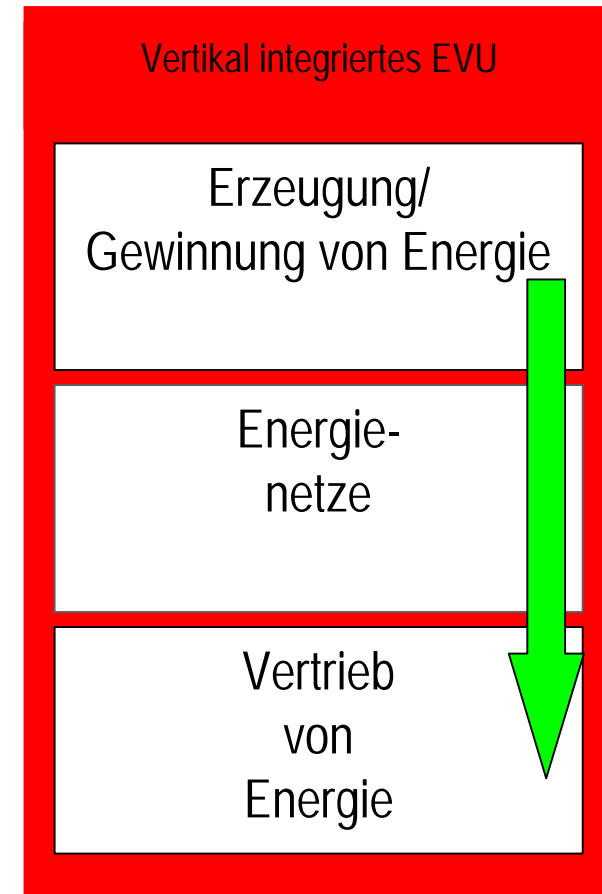 Vertikal integriertes EVU
Erzeugung/
Gewinnung von Energie
Energie-
netze
Vertrieb
von
Energie